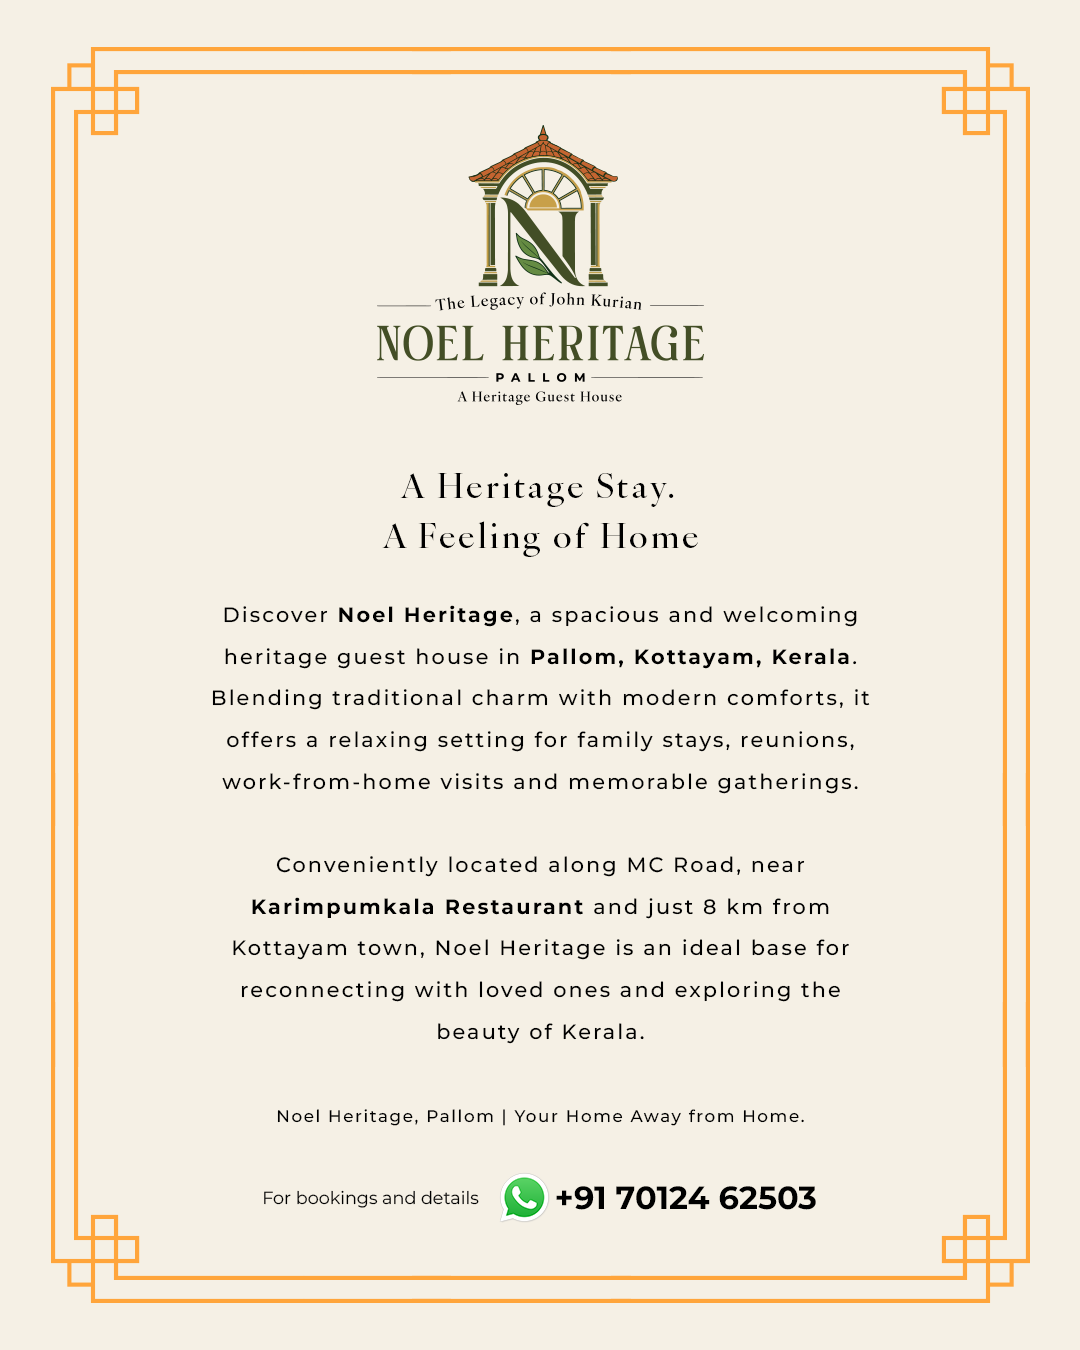 The Legacy of John Kurian
NOEL HERITAGE
PALLOM
A Heritage Guest House
A Heritage Stay.
A Feeling of Home
Discover Noel Heritage, a spacious and welcoming
heritage guest house in Pallom, Kottayam, Kerala.
Blending traditional charm with modern comforts, it
offers a relaxing setting for family stays, reunions,
work-from-home visits and memorable gatherings.
Conveniently located along MC Road, near
Karimpumkala Restaurant and just 8 km from
Kottayam town, Noel Heritage is an ideal base for
reconnecting with loved ones and exploring the
beauty of Kerala.
Noel Heritage, Pallom | Your Home Away from Home.
For bookings and details +91 70124 62503